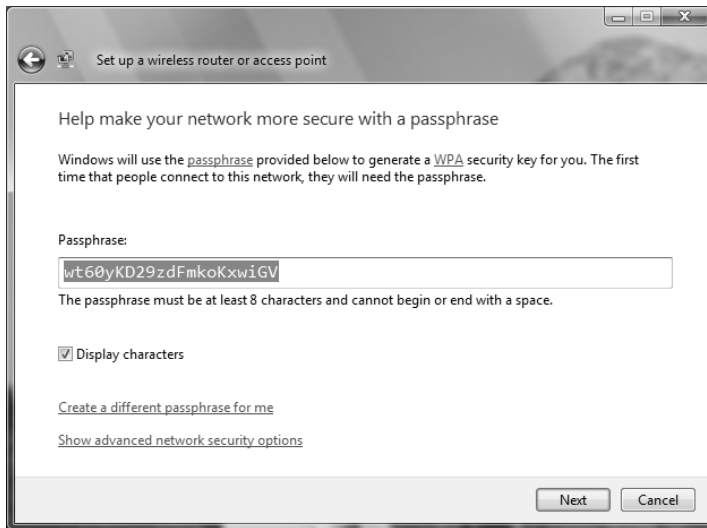 Set up a wireless router or access point
Help make your network more secure with a passphrase
Windows will use the passphrase provided below to generate a WPA security key for you. The first
time that people connect to this network, they will need the passphrase.
Passphrase:
wt60yKD29zdFmkoKxwiGV
The passphrase must be at least 8 characters and cannot begin or end with a space.
Display characters
Create a different passphrase for me
Show advanced network security options
Next Cancel